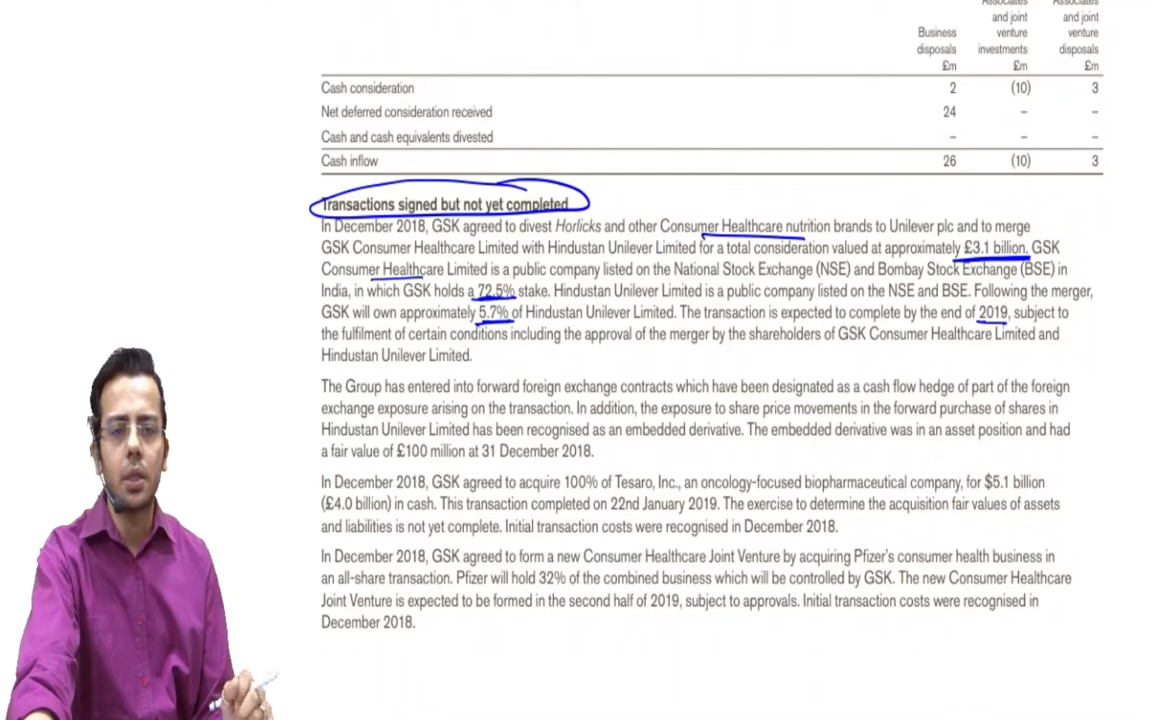 Associates Associates
and joint and joint
Business venture venture
disposals investments disposals
£m £m £m
Cash consideration 2 (10) 3
Net deferred consideration received 24 – –
Cash and cash equivalents divested – – –
Cash inflow 26 (10) 3
Transactions signed but not yet completed
In December 2018, GSK agreed to divest Horlicks and other Consumer Healthcare nutrition brands to Unilever plc and to merge
GSK Consumer Healthcare Limited with Hindustan Unilever Limited for a total consideration valued at approximately £3.1 billion. GSK
Consumer Healthcare Limited is a public company listed on the National Stock Exchange (NSE) and Bombay Stock Exchange (BSE) in
India, in which GSK holds a 72.5% stake. Hindustan Unilever Limited is a public company listed on the NSE and BSE. Following the merger,
GSK will own approximately 5.7% of Hindustan Unilever Limited. The transaction is expected to complete by the end of 2019, subject to
the fulfilment of certain conditions including the approval of the merger by the shareholders of GSK Consumer Healthcare Limited and
Hindustan Unilever Limited.
The Group has entered into forward foreign exchange contracts which have been designated as a cash flow hedge of part of the foreign
exchange exposure arising on the transaction. In addition, the exposure to share price movements in the forward purchase of shares in
Hindustan Unilever Limited has been recognised as an embedded derivative. The embedded derivative was in an asset position and had
a fair value of £100 million at 31 December 2018.
In December 2018, GSK agreed to acquire 100% of Tesaro, Inc., an oncology-focused biopharmaceutical company, for $5.1 billion
(£4.0 billion) in cash. This transaction completed on 22nd January 2019. The exercise to determine the acquisition fair values of assets
and liabilities is not yet complete. Initial transaction costs were recognised in December 2018.
In December 2018, GSK agreed to form a new Consumer Healthcare Joint Venture by acquiring Pfizer's consumer health business in
an all-share transaction. Pfizer will hold 32% of the combined business which will be controlled by GSK. The new Consumer Healthcare
Joint Venture is expected to be formed in the second half of 2019, subject to approvals. Initial transaction costs were recognised in
December 2018.